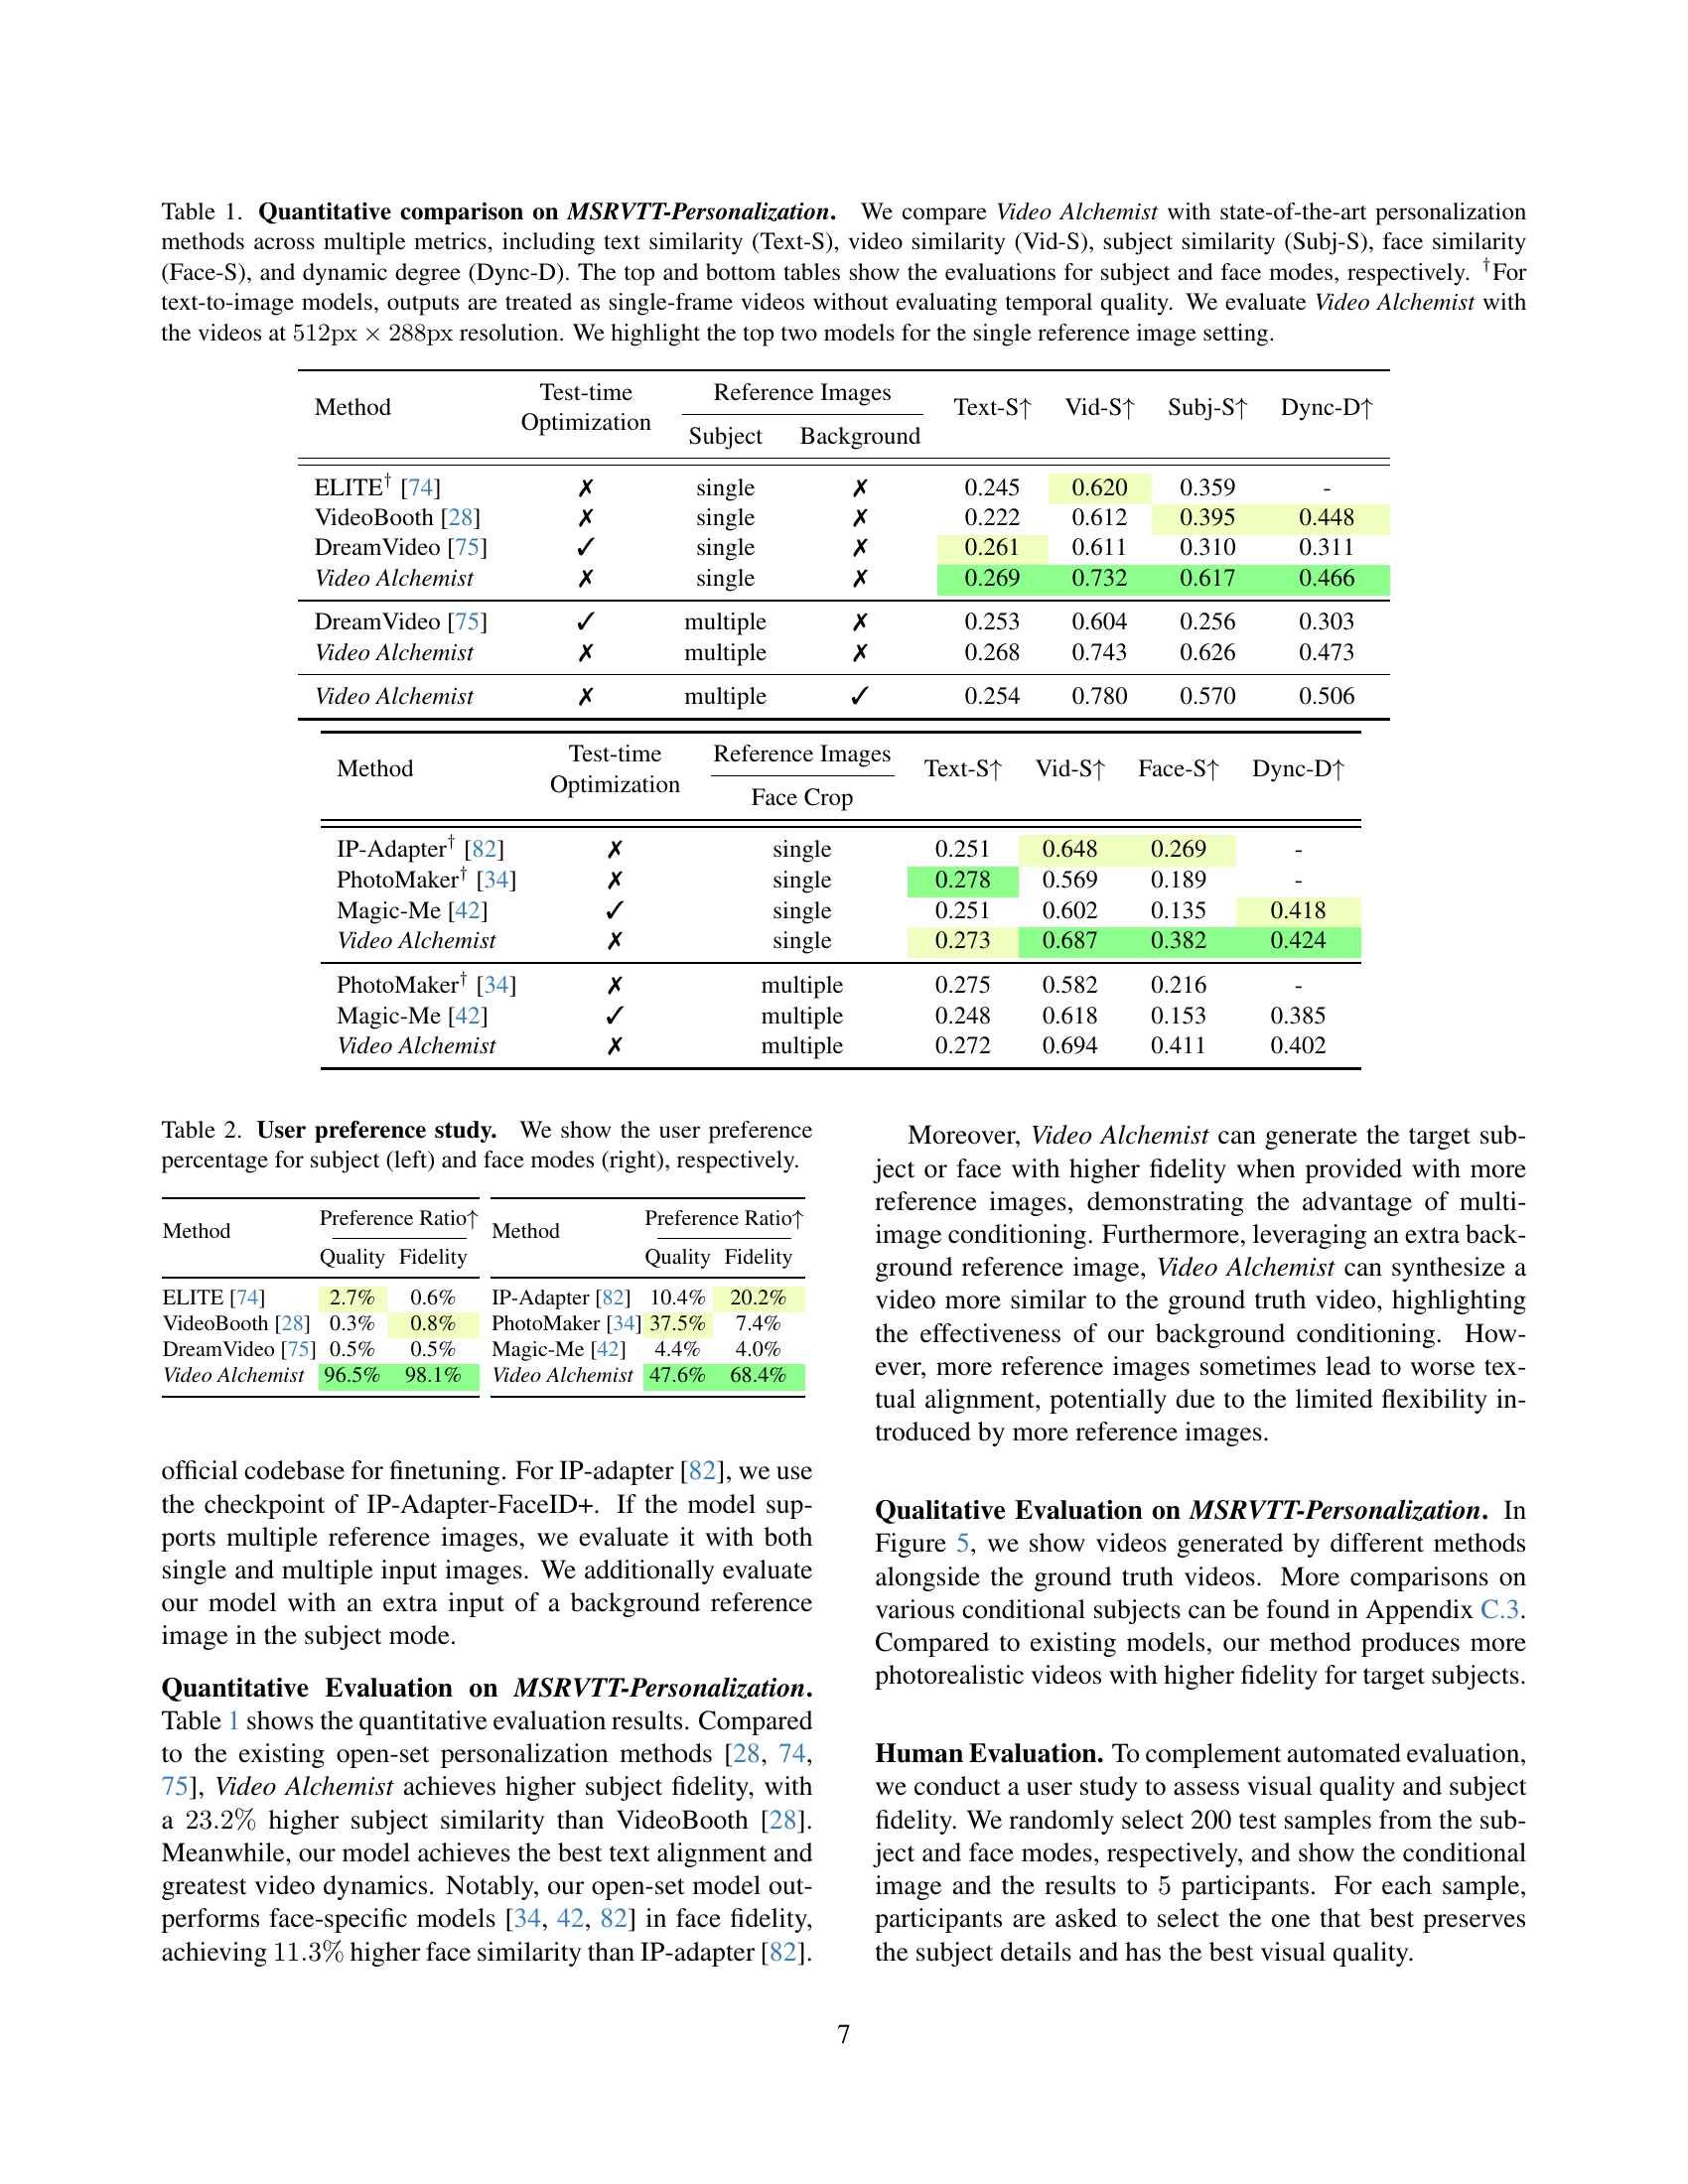 Table 1. Quantitative comparison on MSRVTT-Personalization. We compare Video Alchemist with state-of-the-art personalization
methods across multiple metrics, including text similarity (Text-S), video similarity (Vid-S), subject similarity (Subj-S), face similarity
(Face-S), and dynamic degree (Dync-D). The top and bottom tables show the evaluations for subject and face modes, respectively. †For
text-to-image models, outputs are treated as single-frame videos without evaluating temporal quality. We evaluate Video Alchemist with
the videos at 512px × 288px resolution. We highlight the top two models for the single reference image setting.
Method Test-time Optimization Reference Images Text-S↑ Vid-S↑ Subj-S↑ Dync-D↑
Subject Background
ELITE† [74] ✗ single ✗ 0.245 0.620 0.359 -
VideoBooth [28] ✗ single ✗ 0.222 0.612 0.395 0.448
DreamVideo [75] ✓ single ✗ 0.261 0.611 0.310 0.311
Video Alchemist ✗ single ✗ 0.269 0.732 0.617 0.466
DreamVideo [75] ✓ multiple ✗ 0.253 0.604 0.256 0.303
Video Alchemist ✗ multiple ✗ 0.268 0.743 0.626 0.473
Video Alchemist ✗ multiple ✓ 0.254 0.780 0.570 0.506
Method Test-time Optimization Reference Images Text-S↑ Vid-S↑ Face-S↑ Dync-D↑
Face Crop
IP-Adapter† [82] ✗ single 0.251 0.648 0.269 -
PhotoMaker† [34] ✗ single 0.278 0.569 0.189 -
Magic-Me [42] ✓ single 0.251 0.602 0.135 0.418
Video Alchemist ✗ single 0.273 0.687 0.382 0.424
PhotoMaker† [34] ✗ multiple 0.275 0.582 0.216 -
Magic-Me [42] ✓ multiple 0.248 0.618 0.153 0.385
Video Alchemist ✗ multiple 0.272 0.694 0.411 0.402
Table 2. User preference study. We show the user preference
percentage for subject (left) and face modes (right), respectively.
Method Preference Ratio↑ Method Preference Ratio↑
Quality Fidelity Quality Fidelity
ELITE [74] 2.7% 0.6% IP-Adapter [82] 10.4% 20.2%
VideoBooth [28] 0.3% 0.8% PhotoMaker [34] 37.5% 7.4%
DreamVideo [75] 0.5% 0.5% Magic-Me [42] 4.4% 4.0%
Video Alchemist 96.5% 98.1% Video Alchemist 47.6% 68.4%
official codebase for finetuning. For IP-adapter [82], we use
the checkpoint of IP-Adapter-FaceID+. If the model sup-
ports multiple reference images, we evaluate it with both
single and multiple input images. We additionally evaluate
our model with an extra input of a background reference
image in the subject mode.
Quantitative Evaluation on MSRVTT-Personalization.
Table 1 shows the quantitative evaluation results. Compared
to the existing open-set personalization methods [28, 74,
75], Video Alchemist achieves higher subject fidelity, with
a 23.2% higher subject similarity than VideoBooth [28].
Meanwhile, our model achieves the best text alignment and
greatest video dynamics. Notably, our open-set model out-
performs face-specific models [34, 42, 82] in face fidelity,
achieving 11.3% higher face similarity than IP-adapter [82].
Moreover, Video Alchemist can generate the target sub-
ject or face with higher fidelity when provided with more
reference images, demonstrating the advantage of multi-
image conditioning. Furthermore, leveraging an extra back-
ground reference image, Video Alchemist can synthesize a
video more similar to the ground truth video, highlighting
the effectiveness of our background conditioning. How-
ever, more reference images sometimes lead to worse tex-
tual alignment, potentially due to the limited flexibility in-
troduced by more reference images.
Qualitative Evaluation on MSRVTT-Personalization. In
Figure 5, we show videos generated by different methods
alongside the ground truth videos. More comparisons on
various conditional subjects can be found in Appendix C.3.
Compared to existing models, our method produces more
photorealistic videos with higher fidelity for target subjects.
Human Evaluation. To complement automated evaluation,
we conduct a user study to assess visual quality and subject
fidelity. We randomly select 200 test samples from the sub-
ject and face modes, respectively, and show the conditional
image and the results to 5 participants. For each sample,
participants are asked to select the one that best preserves
the subject details and has the best visual quality.
7